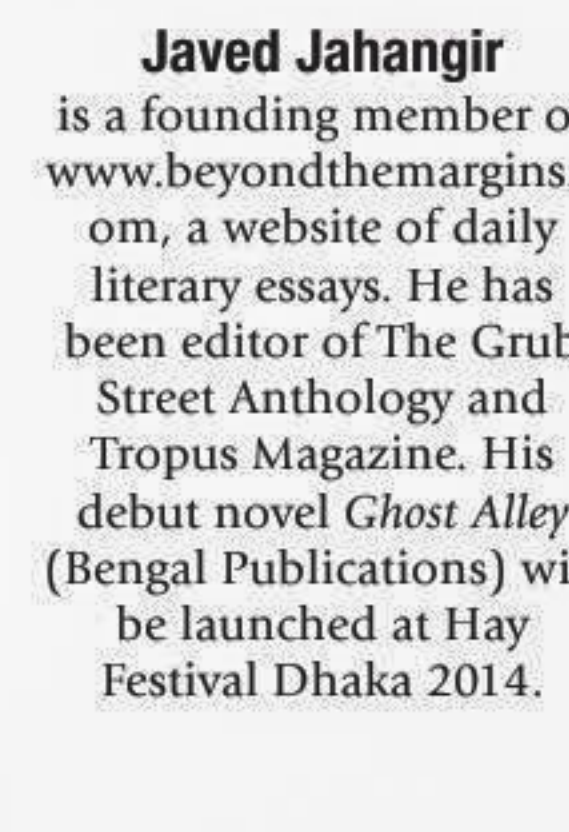 Javed Jahangir
is a founding member o
www.beyondthemargins.
om, a website of daily
literary essays. He has
been editor of The Grub
Street Anthology and
Tropus Magazine. His
debut novel Ghost Alley
(Bengal Publications) wi
be launched at Hay
Festival Dhaka 2014.